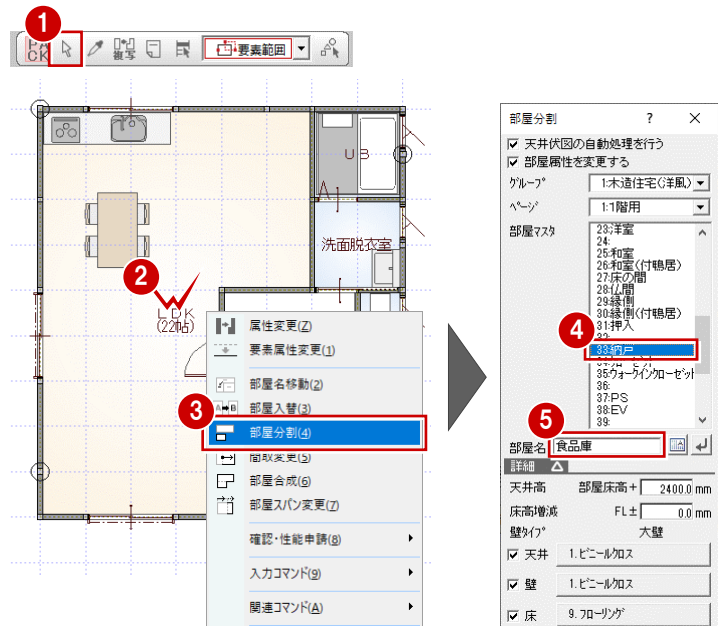 1
PA
CK
複写
要素範囲
UB
洗面脱衣室
2
LDK
(22帖)
属性変更(Z)
要素属性変更(1)
部屋名移動(2)
3
部屋入替(3)
部屋分割(4)
間取変更(5)
部屋合成(6)
部屋スパン変更(7)
確認・性能申請(8)
入力コマンド(9)
関連コマンド(A)
部屋分割 ? ×
天井伏図の自動処理を行う
部屋属性を変更する
グループ 1:木造住宅(洋風)
ページ 1:1階用
部屋マスタ
23:洋室
24:
25:和室
26:和室(付鴨居)
27:床の間
28:仏間
29:縁側
30:縁側(付鴨居)
31:押入
32:
4
33:納戸
35:ウォークインクローゼット
36:
37:PS
38:EV
39:
5
部屋名 食品庫
詳細
天井高 部屋床高+ 2400.0 mm
床高増減 FL± 0.0 mm
壁タイプ 大壁
天井 1.ビニールクロス
壁 1.ビニールクロス
床 9.フローリング